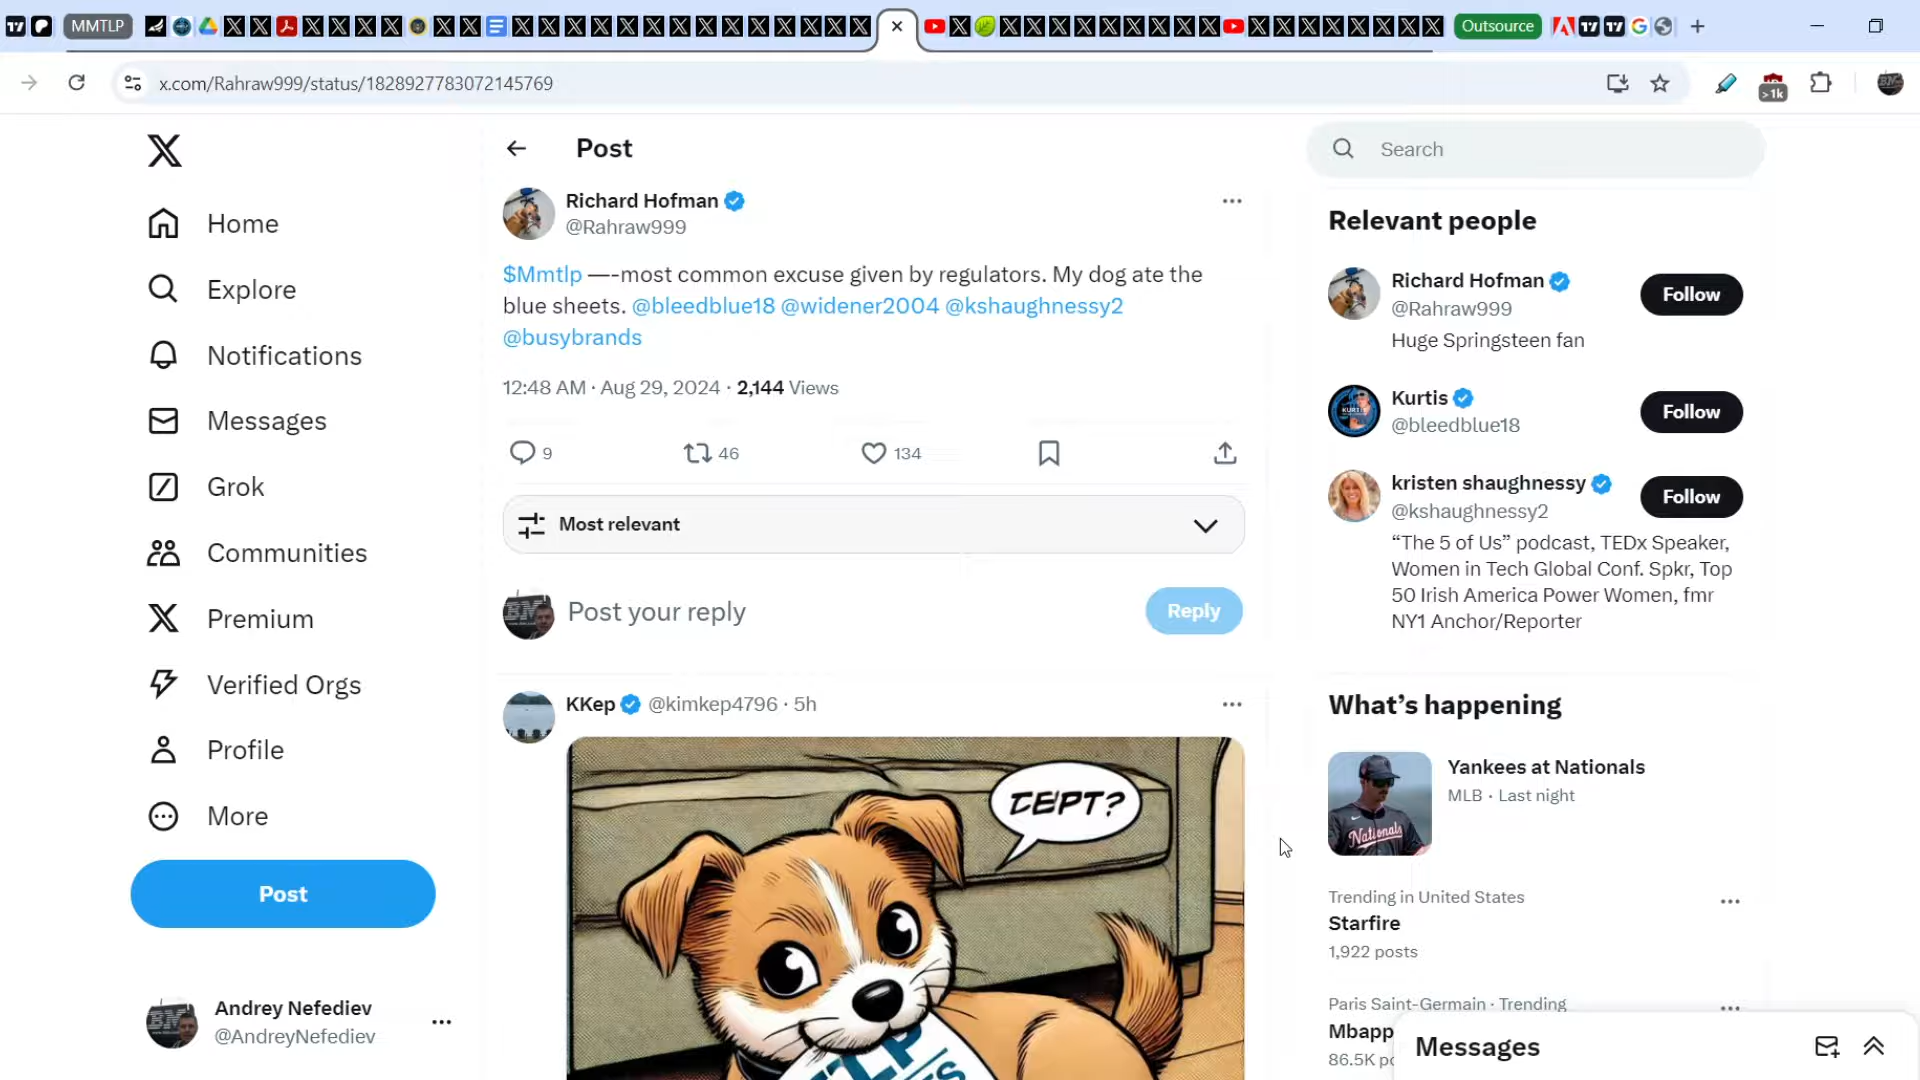 MMTLP
Outsource
x.com/Rahraw999/status/1828927783072145769
>1k
Home
Explore
Notifications
Messages
Grok
Communities
Premium
Verified Orgs
Profile
More
Post
Andrey Nefediev
@AndreyNefediev
Post
Richard Hofman
@Rahraw999
$Mmtlp —-most common excuse given by regulators. My dog ate the
blue sheets. @bleedblue18 @widener2004 @kshaughnessy2
@busybrands
12:48 AM · Aug 29, 2024 · 2,144 Views
9
46
134
Most relevant
Post your reply
Reply
KKep @kimkep4796 · 5h
Search
Relevant people
Richard Hofman
@Rahraw999
Follow
Huge Springsteen fan
Kurtis
@bleedblue18
Follow
kristen shaughnessy
@kshaughnessy2
Follow
“The 5 of Us” podcast, TEDx Speaker,
Women in Tech Global Conf. Spkr, Top
50 Irish America Power Women, fmr
NY1 Anchor/Reporter
What’s happening
Yankees at Nationals
MLB · Last night
Nationals
Trending in United States
Starfire
1,922 posts
Paris Saint-Germain · Trending
Mbapp
86.5K po
Messages